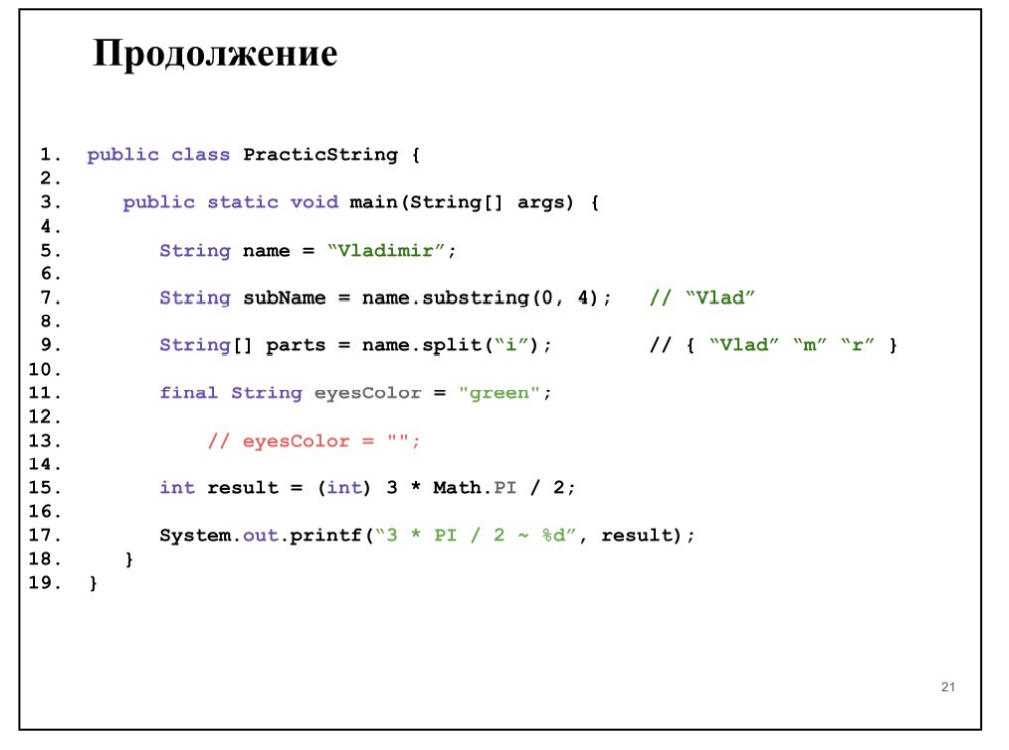 Продолжение
1. public class PracticString {
2.
3. public static void main(String[] args) {
4.
5. String name = “Vladimir”;
6.
7. String subName = name.substring(0, 4); // “Vlad”
8.
9. String[] parts = name.split(“i”); // { “Vlad” “m” “r” }
10.
11. final String eyesColor = "green";
12.
13. // eyesColor = "";
14.
15. int result = (int) 3 * Math.PI / 2;
16.
17. System.out.printf(“3 * PI / 2 ~ %d”, result);
18. }
19. }
21